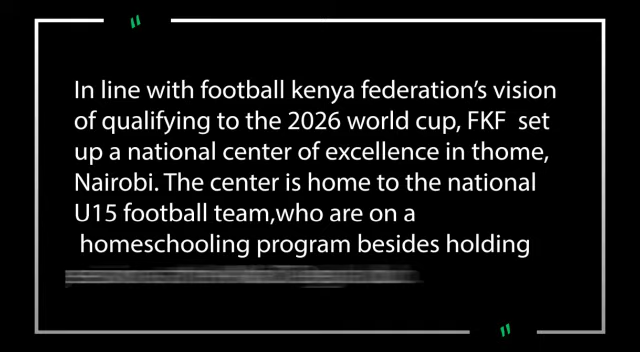 In line with football kenya federation's vision
of qualifying to the 2026 world cup, FKF set
up a national center of excellence in thome,
Nairobi. The center is home to the national
U15 football team,who are on a
homeschooling program besides holding